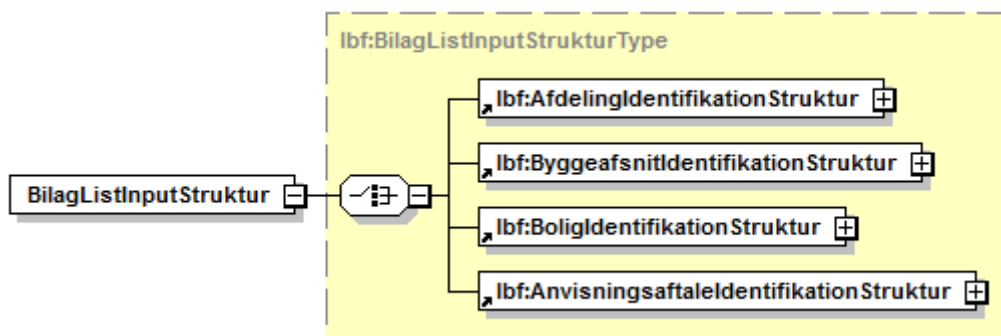 lbf:BilagListInputStrukturType
lbf:AfdelingIdentifikationStruktur
lbf:ByggeafsnitIdentifikationStruktur
BilagListInputStruktur
lbf:BoligIdentifikationStruktur
lbf:AnvisningsaftaleIdentifikationStruktur